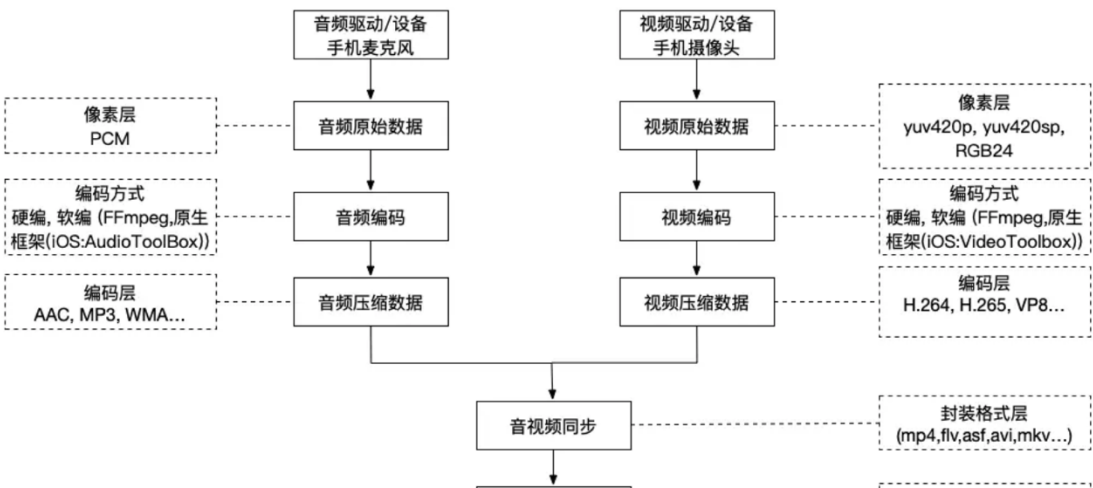 音频驱动/设备
手机麦克风
视频驱动/设备
手机摄像头
像素层
PCM
音频原始数据
视频原始数据
像素层
yuv420p, yuv420sp,
RGB24
编码方式
硬编, 软编 (FFmpeg,原生
框架(iOS:AudioToolBox))
音频编码
视频编码
编码方式
硬编, 软编 (FFmpeg,原生
框架(iOS:VideoToolbox))
编码层
AAC, MP3, WMA...
音频压缩数据
视频压缩数据
编码层
H.264, H.265, VP8...
音视频同步
封装格式层
(mp4,flv,asf,avi,mkv...)